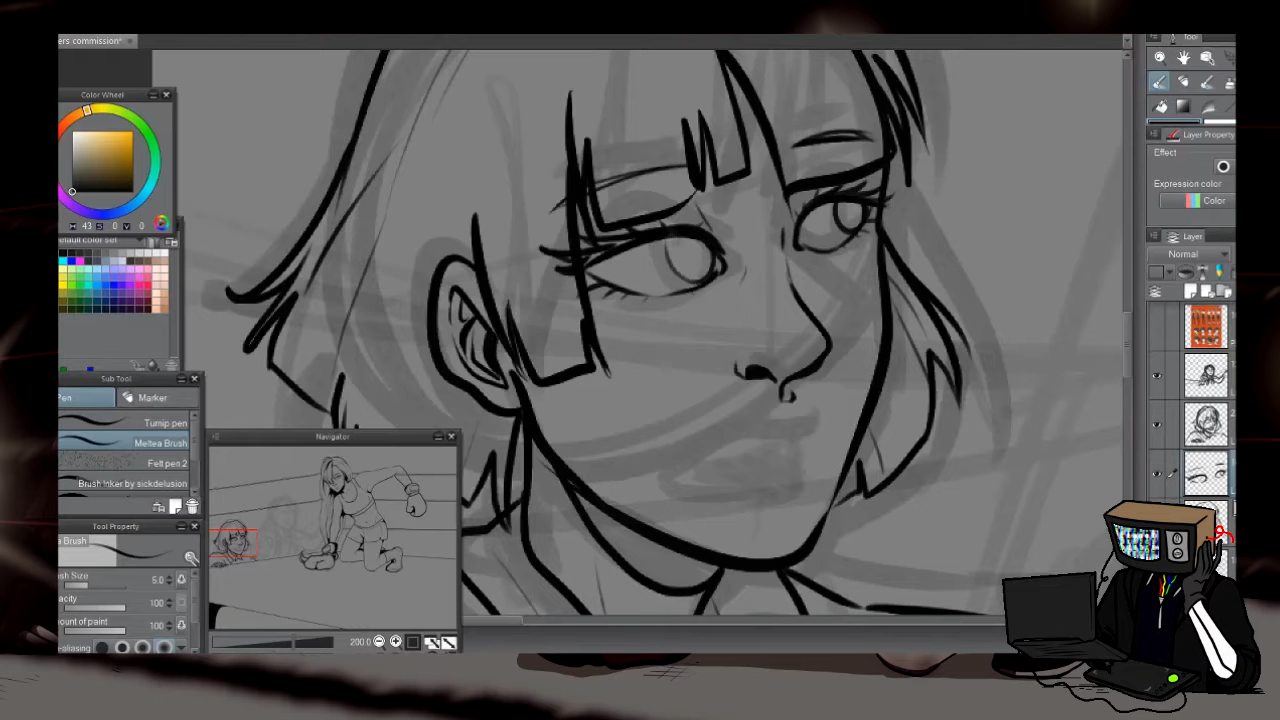 ers commission*
Color Wheel
H 43 S 0 V 0
efault color set
Sub Tool
Pen
Marker
Turnip pen
Meltea Brush
Felt pen 2
Brush Inker by sickdelusion
Tool Property
a Brush
sh Size
5.0
acity
100
ount of paint
100
-aliasing
Navigator
200.0
Tool
Layer Property
Effect
Expression color
Color
Layer
Normal